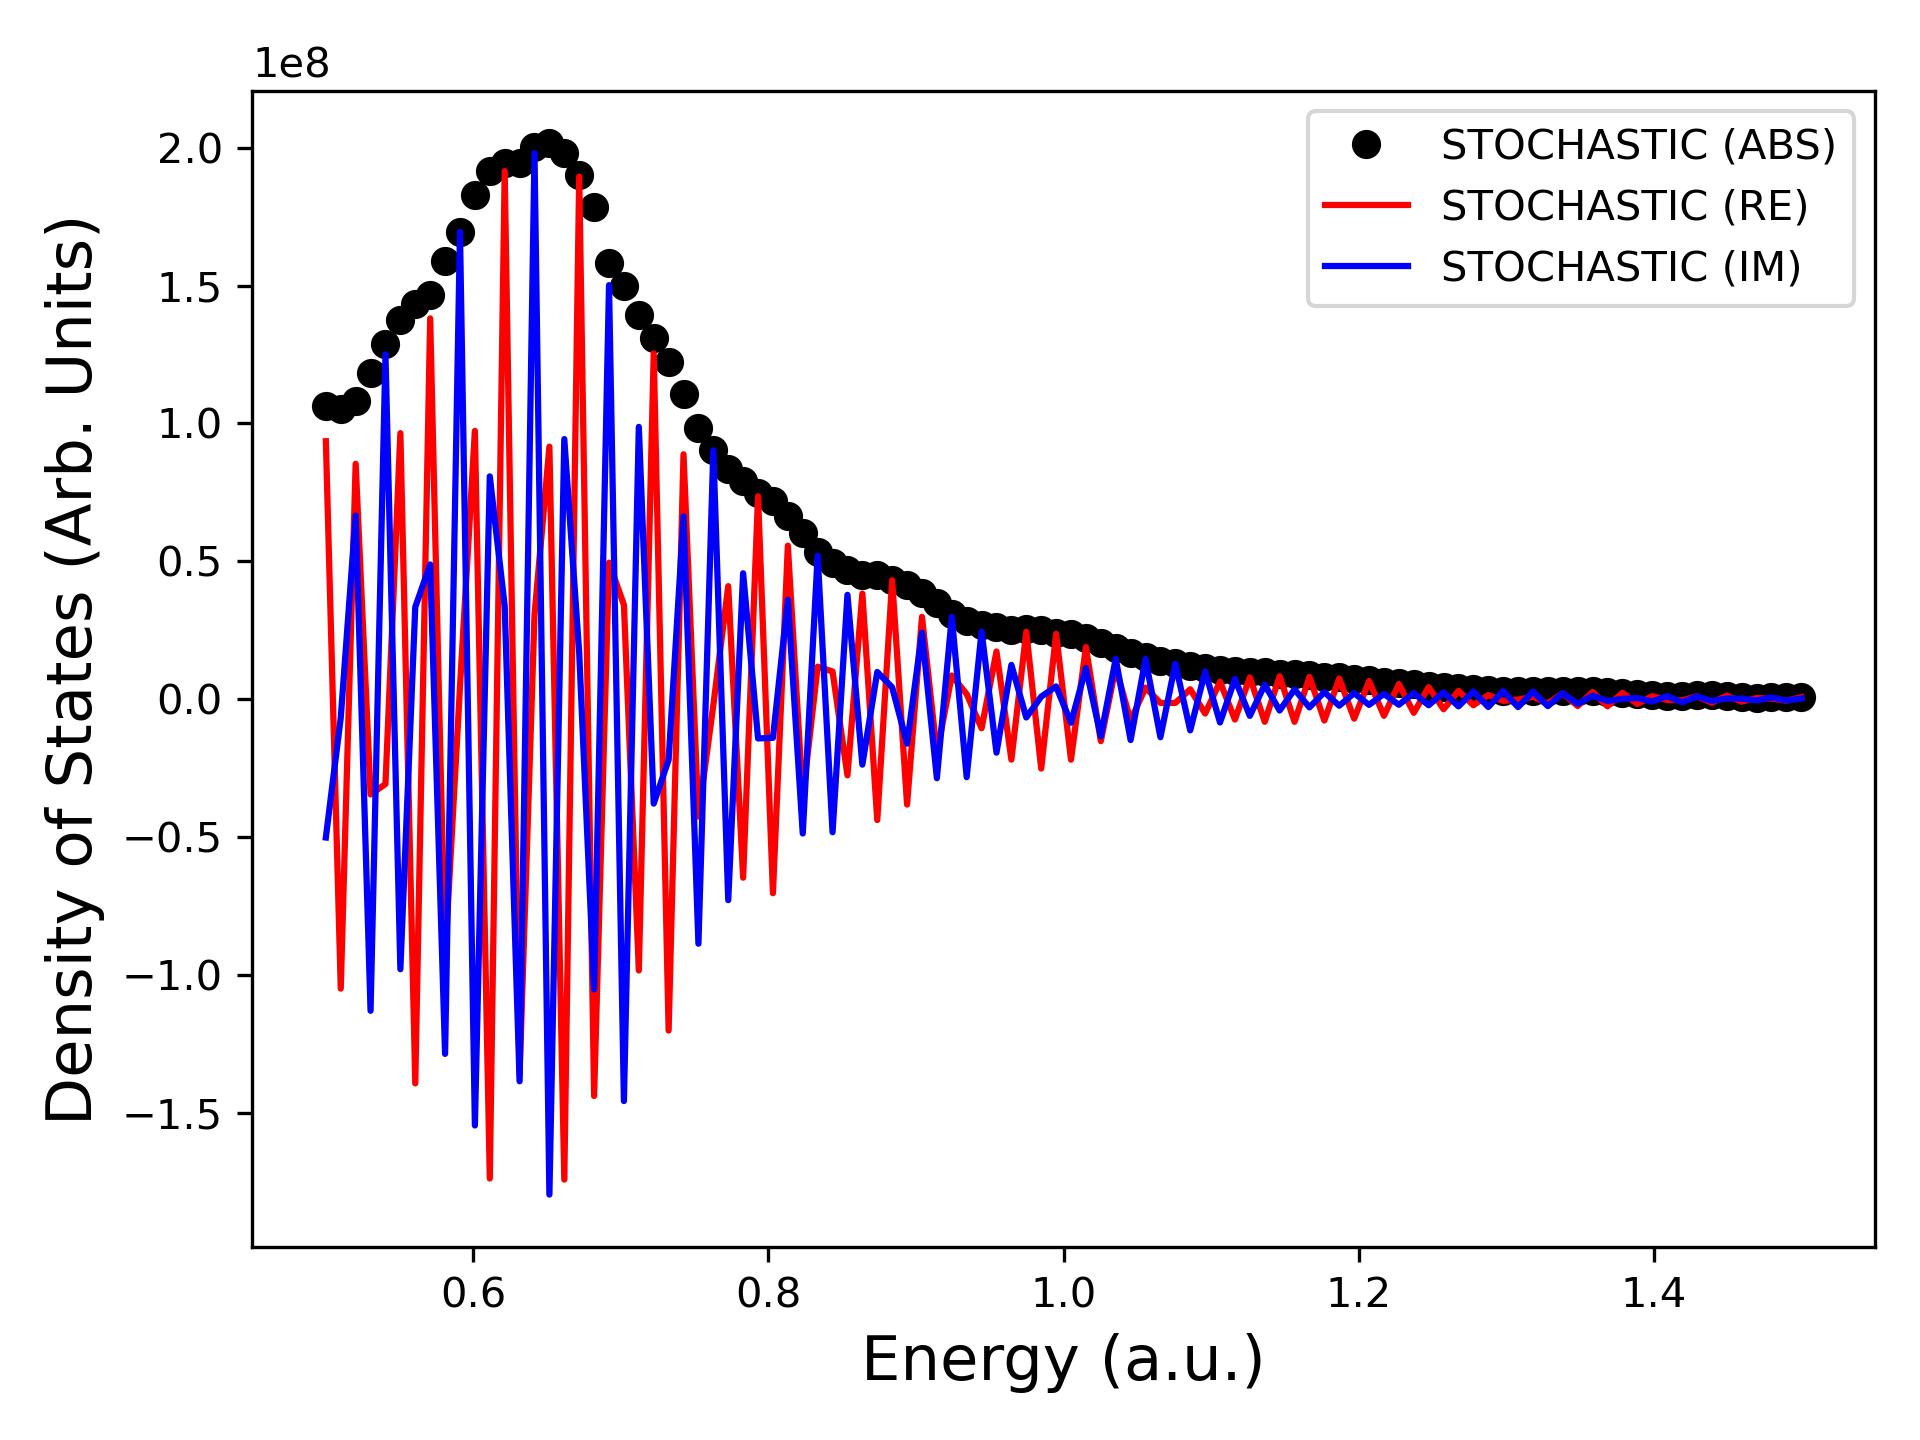 1e8
2.0
1.5
1.0
0.5
0.0
−0.5
−1.0
−1.5
Density of States (Arb. Units)
STOCHASTIC (ABS)
STOCHASTIC (RE)
STOCHASTIC (IM)
0.6 0.8 1.0 1.2 1.4
Energy (a.u.)